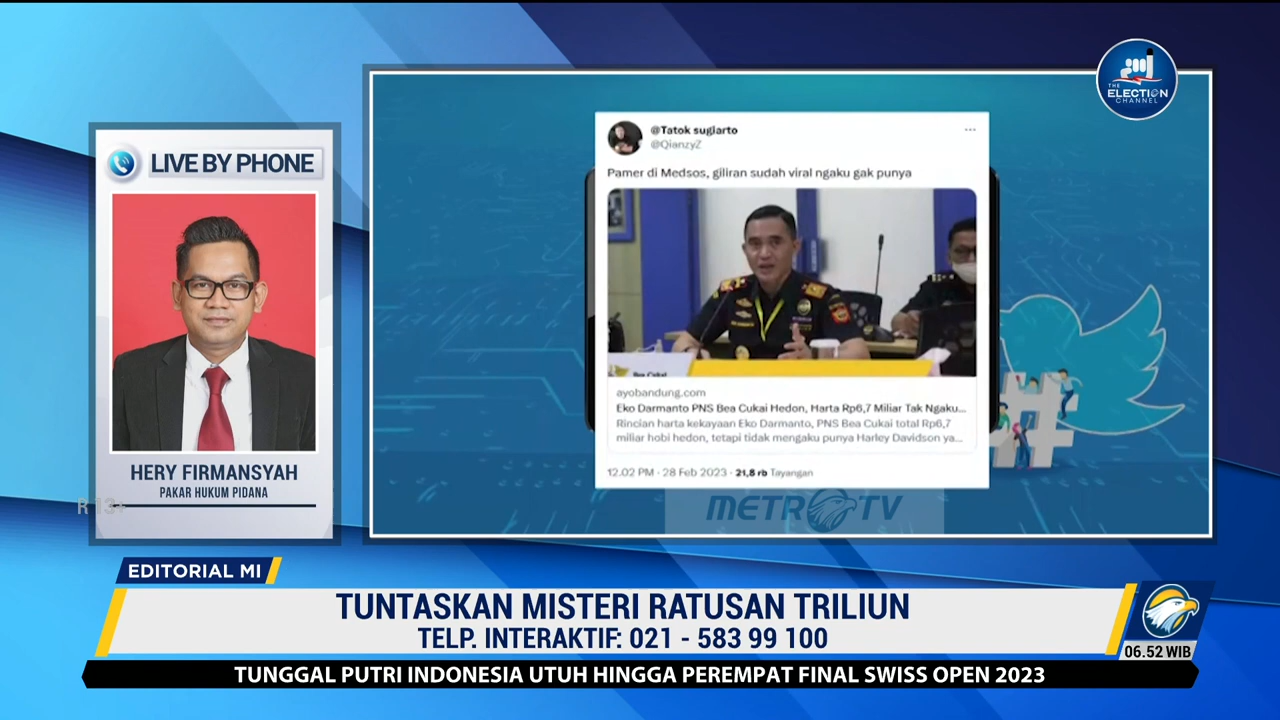 THE
ELECTION
CHANNEL
LIVE BY PHONE
HERY FIRMANSYAH
PAKAR HUKUM PIDANA
R 13+
@Tatok sugiarto
@QianzyZ
Pamer di Medsos, giliran sudah viral ngaku gak punya
Bea Cukai
ayobandung.com
Eko Darmanto PNS Bea Cukai Hedon, Harta Rp6,7 Miliar Tak Ngaku...
Rincian harta kekayaan Eko Darmanto, PNS Bea Cukai total Rp6,7
miliar hobi hedon, tetapi tidak mengaku punya Harley Davidson ya...
12.02 PM · 28 Feb 2023 · 21,8 rb Tayangan
#
METRO TV
EDITORIAL MI
TUNTASKAN MISTERI RATUSAN TRILIUN
TELP. INTERAKTIF: 021 - 583 99 100
06.52 WIB
TUNGGAL PUTRI INDONESIA UTUH HINGGA PEREMPAT FINAL SWISS OPEN 2023